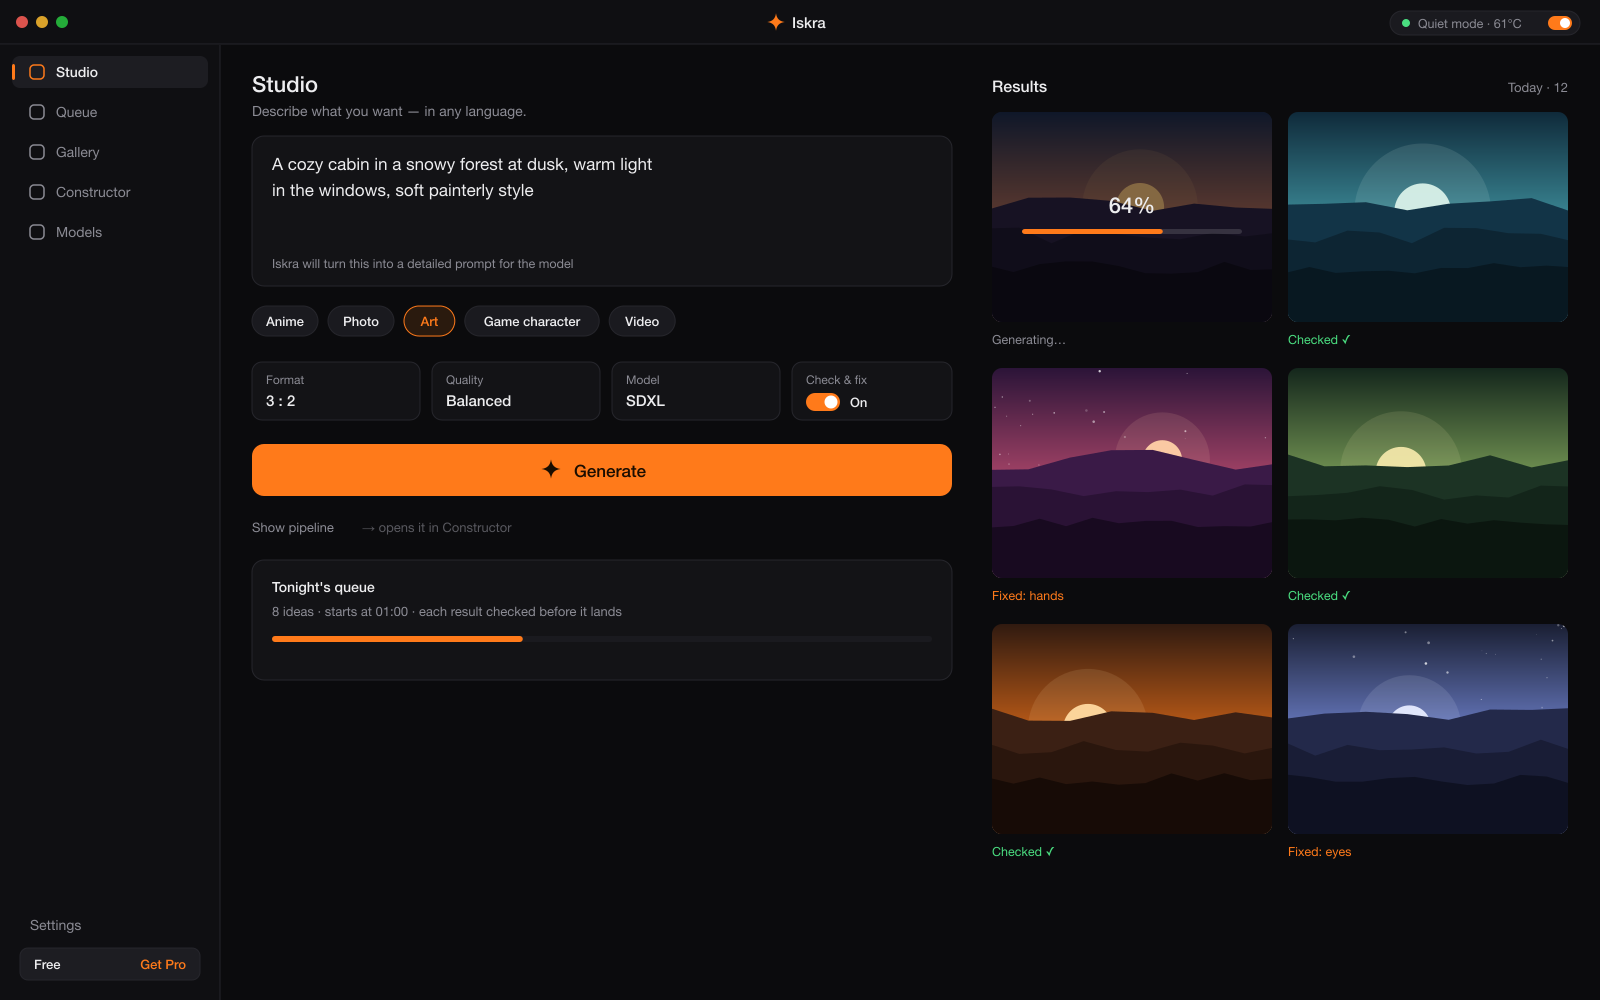 Iskra
Quiet mode · 61°C
Studio
Queue
Gallery
Constructor
Models
Settings
Free
Get Pro
Studio
Describe what you want — in any language.
A cozy cabin in a snowy forest at dusk, warm light
in the windows, soft painterly style
Iskra will turn this into a detailed prompt for the model
Anime
Photo
Art
Game character
Video
Format
3 : 2
Quality
Balanced
Model
SDXL
Check & fix
On
Generate
Show pipeline
→ opens it in Constructor
Tonight's queue
8 ideas · starts at 01:00 · each result checked before it lands
Results
Today · 12
64%
Generating…
Checked ✓
Fixed: hands
Checked ✓
Checked ✓
Fixed: eyes